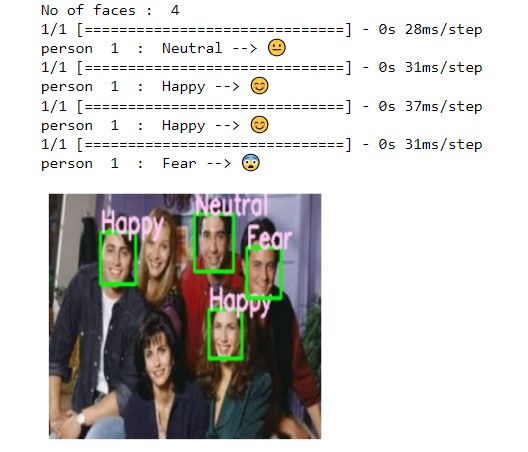 No of faces :  4
1/1 [==============================] - 0s 28ms/step
person  1  :  Neutral --> 😐
1/1 [==============================] - 0s 31ms/step
person  1  :  Happy --> 😊
1/1 [==============================] - 0s 37ms/step
person  1  :  Happy --> 😊
1/1 [==============================] - 0s 31ms/step
person  1  :  Fear --> 😨
Neutral
Happy
Fear
Happy